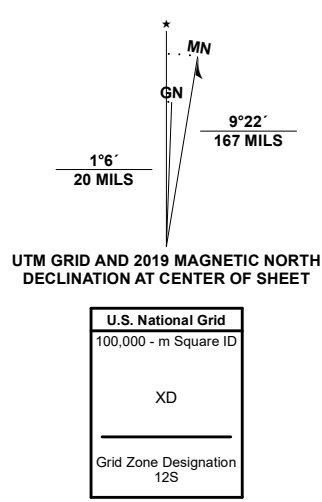 ★
MN
GN
9°22´
167 MILS
1°6´
20 MILS
UTM GRID AND 2019 MAGNETIC NORTH
DECLINATION AT CENTER OF SHEET
U.S. National Grid
100,000 - m Square ID
XD
Grid Zone Designation
12S